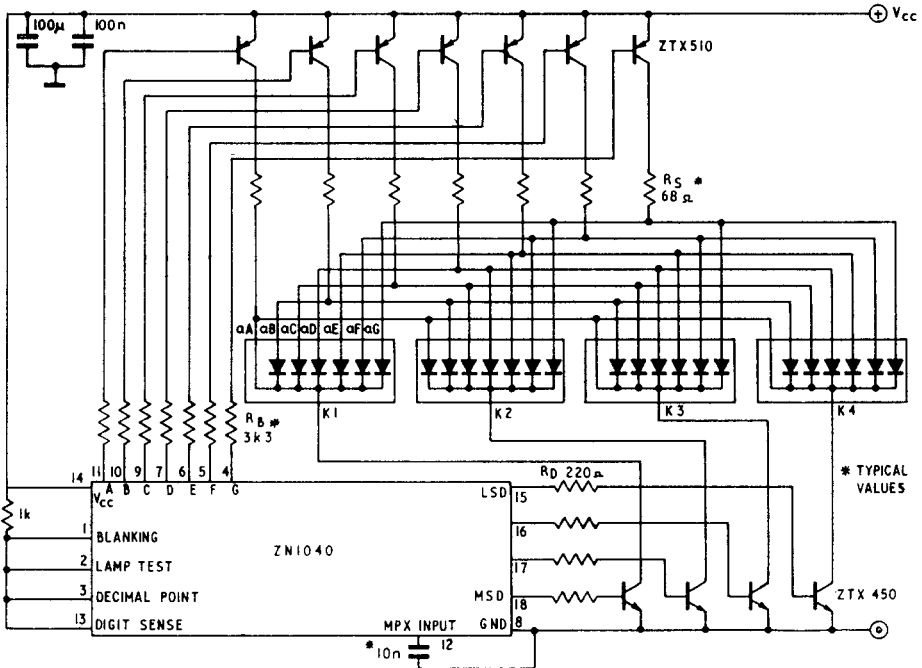 100μ 100n
+ Vcc
ZTX510
RS *
68 Ω
aA aB aC aD aE aF aG
K1 K2 K3 K4
RB *
3k3
11 10 9 7 6 5 4
A B C D E F G
14
Vcc
1k
1 BLANKING
2 LAMP TEST
3 DECIMAL POINT
13 DIGIT SENSE
ZN1040
LSD 15
RD 220Ω
16
17
MSD 18
GND 8
MPX INPUT 12
* 10n
* TYPICAL
VALUES
ZTX 450